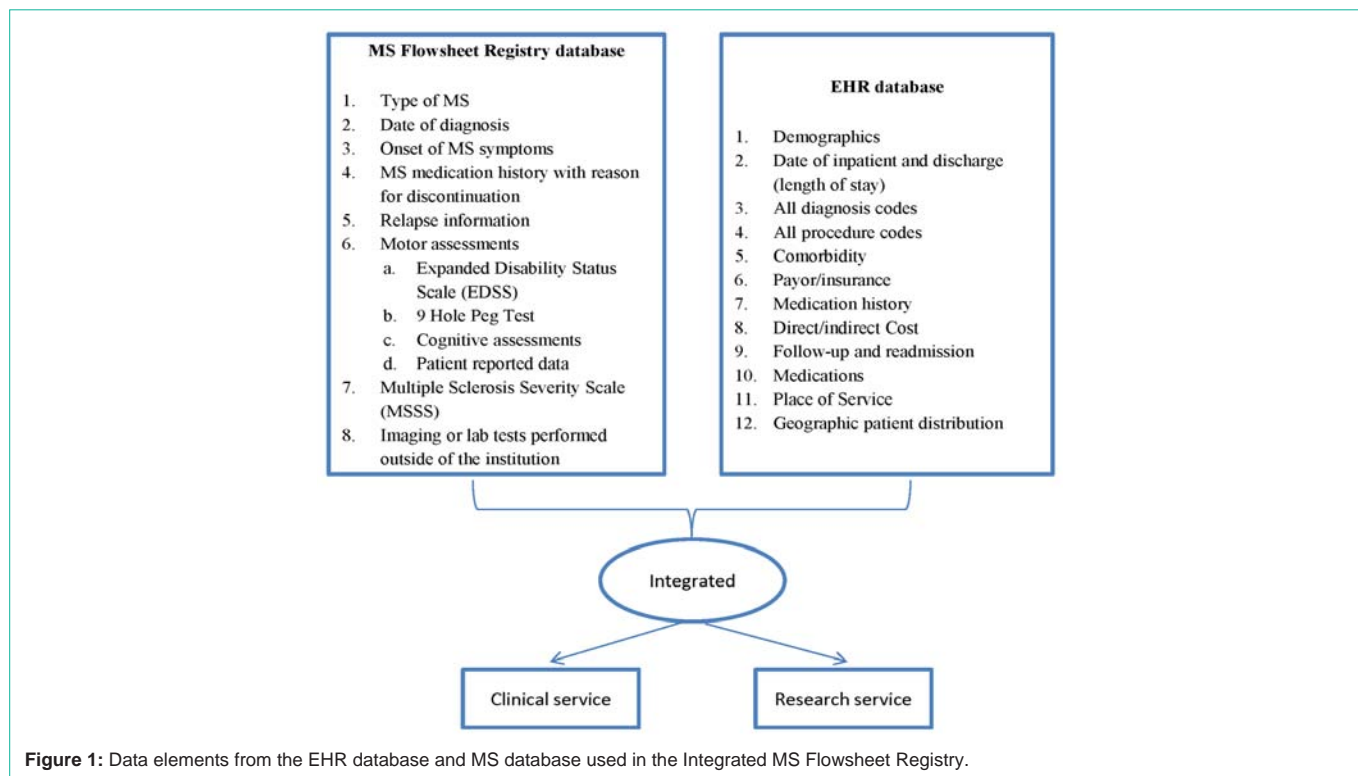 MS Flowsheet Registry database
1. Type of MS
2. Date of diagnosis
3. Onset of MS symptoms
4. MS medication history with reason
for discontinuation
5. Relapse information
6. Motor assessments
a. Expanded Disability Status
Scale (EDSS)
b. 9 Hole Peg Test
c. Cognitive assessments
d. Patient reported data
7. Multiple Sclerosis Severity Scale
(MSSS)
8. Imaging or lab tests performed
outside of the institution
EHR database
1. Demographics
2. Date of inpatient and discharge
(length of stay)
3. All diagnosis codes
4. All procedure codes
5. Comorbidity
6. Payor/insurance
7. Medication history
8. Direct/indirect Cost
9. Follow-up and readmission
10. Medications
11. Place of Service
12. Geographic patient distribution
Integrated
Clinical service
Research service
Figure 1: Data elements from the EHR database and MS database used in the Integrated MS Flowsheet Registry.